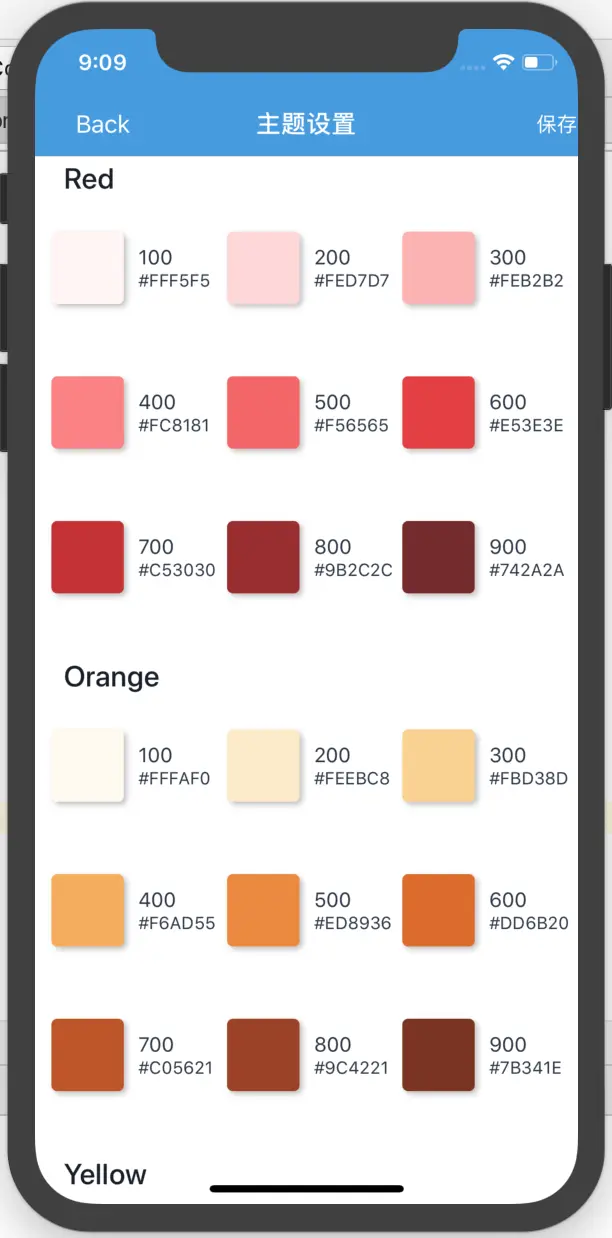 9:09
Back 主题设置 保存
Red
100 200 300
#FFF5F5 #FED7D7 #FEB2B2
400 500 600
#FC8181 #F56565 #E53E3E
700 800 900
#C53030 #9B2C2C #742A2A
Orange
100 200 300
#FFFAF0 #FEEBC8 #FBD38D
400 500 600
#F6AD55 #ED8936 #DD6B20
700 800 900
#C05621 #9C4221 #7B341E
Yellow